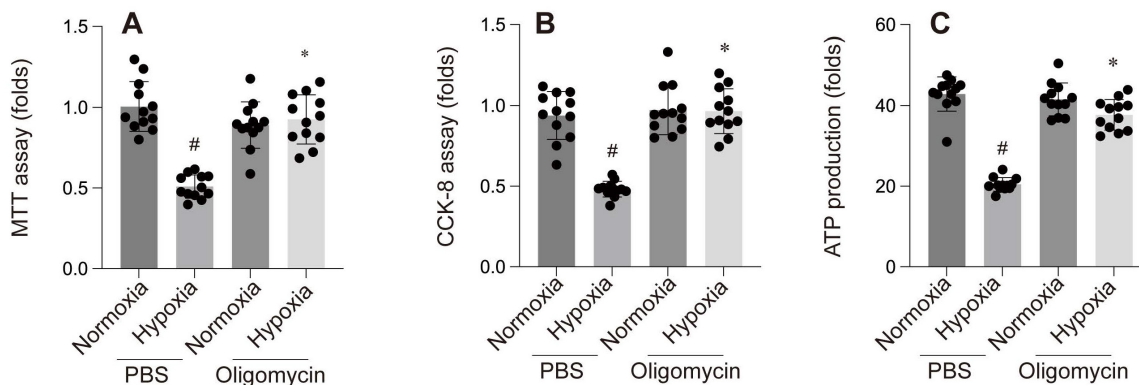 A
MTT assay (folds)
1.5
1.0
0.5
0.0
#
*
Normoxia
Hypoxia
Normoxia
Hypoxia
PBS
Oligomycin
B
CCK-8 assay (folds)
1.5
1.0
0.5
0.0
#
*
Normoxia
Hypoxia
Normoxia
Hypoxia
PBS
Oligomycin
C
ATP production (folds)
60
40
20
0
#
*
Normoxia
Hypoxia
Normoxia
Hypoxia
PBS
Oligomycin